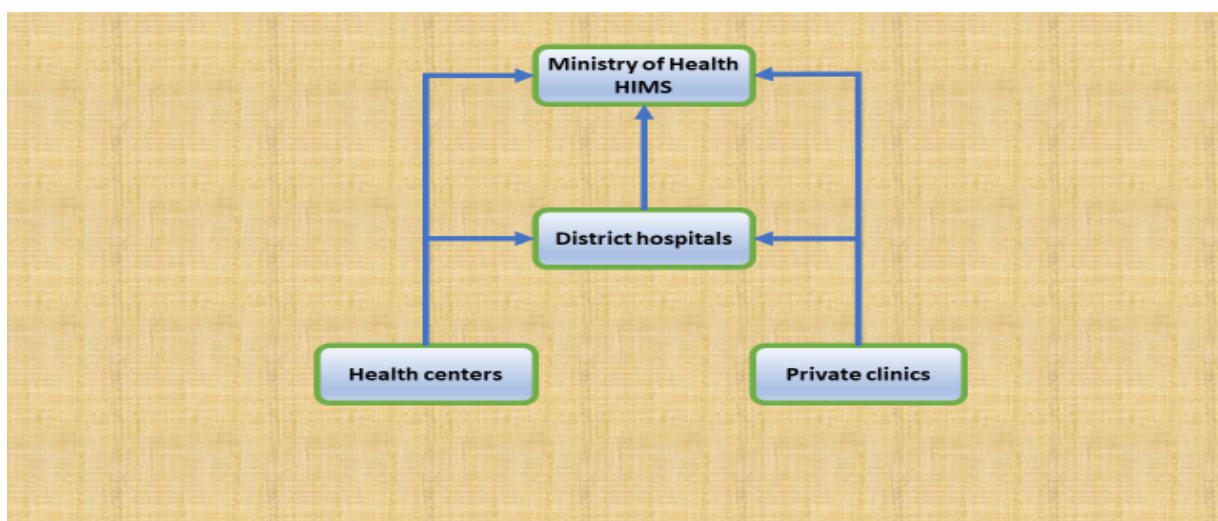 Ministry of Health
HIMS
District hospitals
Health centers
Private clinics